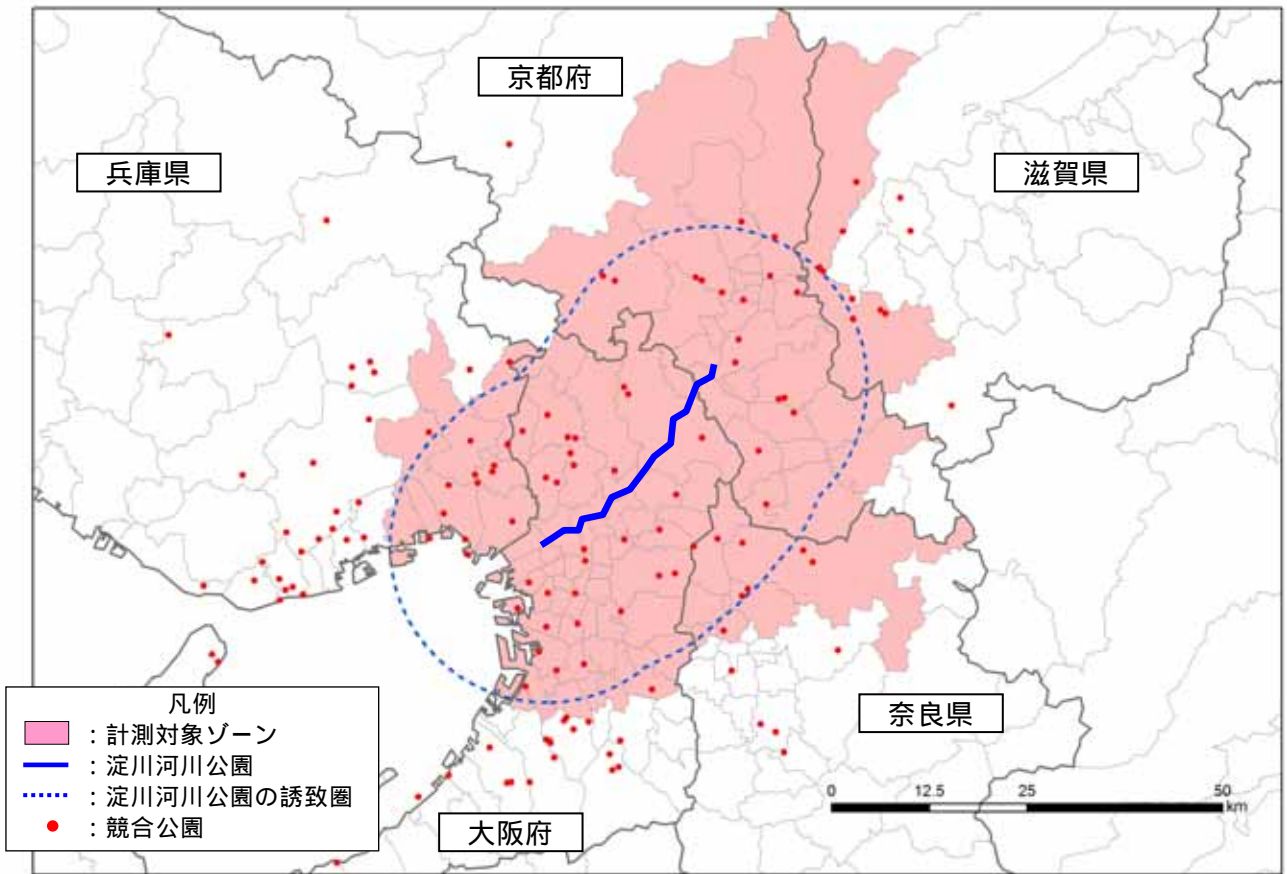 京都府
兵庫県
滋賀県
凡例
：計測対象ゾーン
：淀川河川公園
：淀川河川公園の誘致圏
：競合公園
奈良県
大阪府
0 12.5 25 50
km